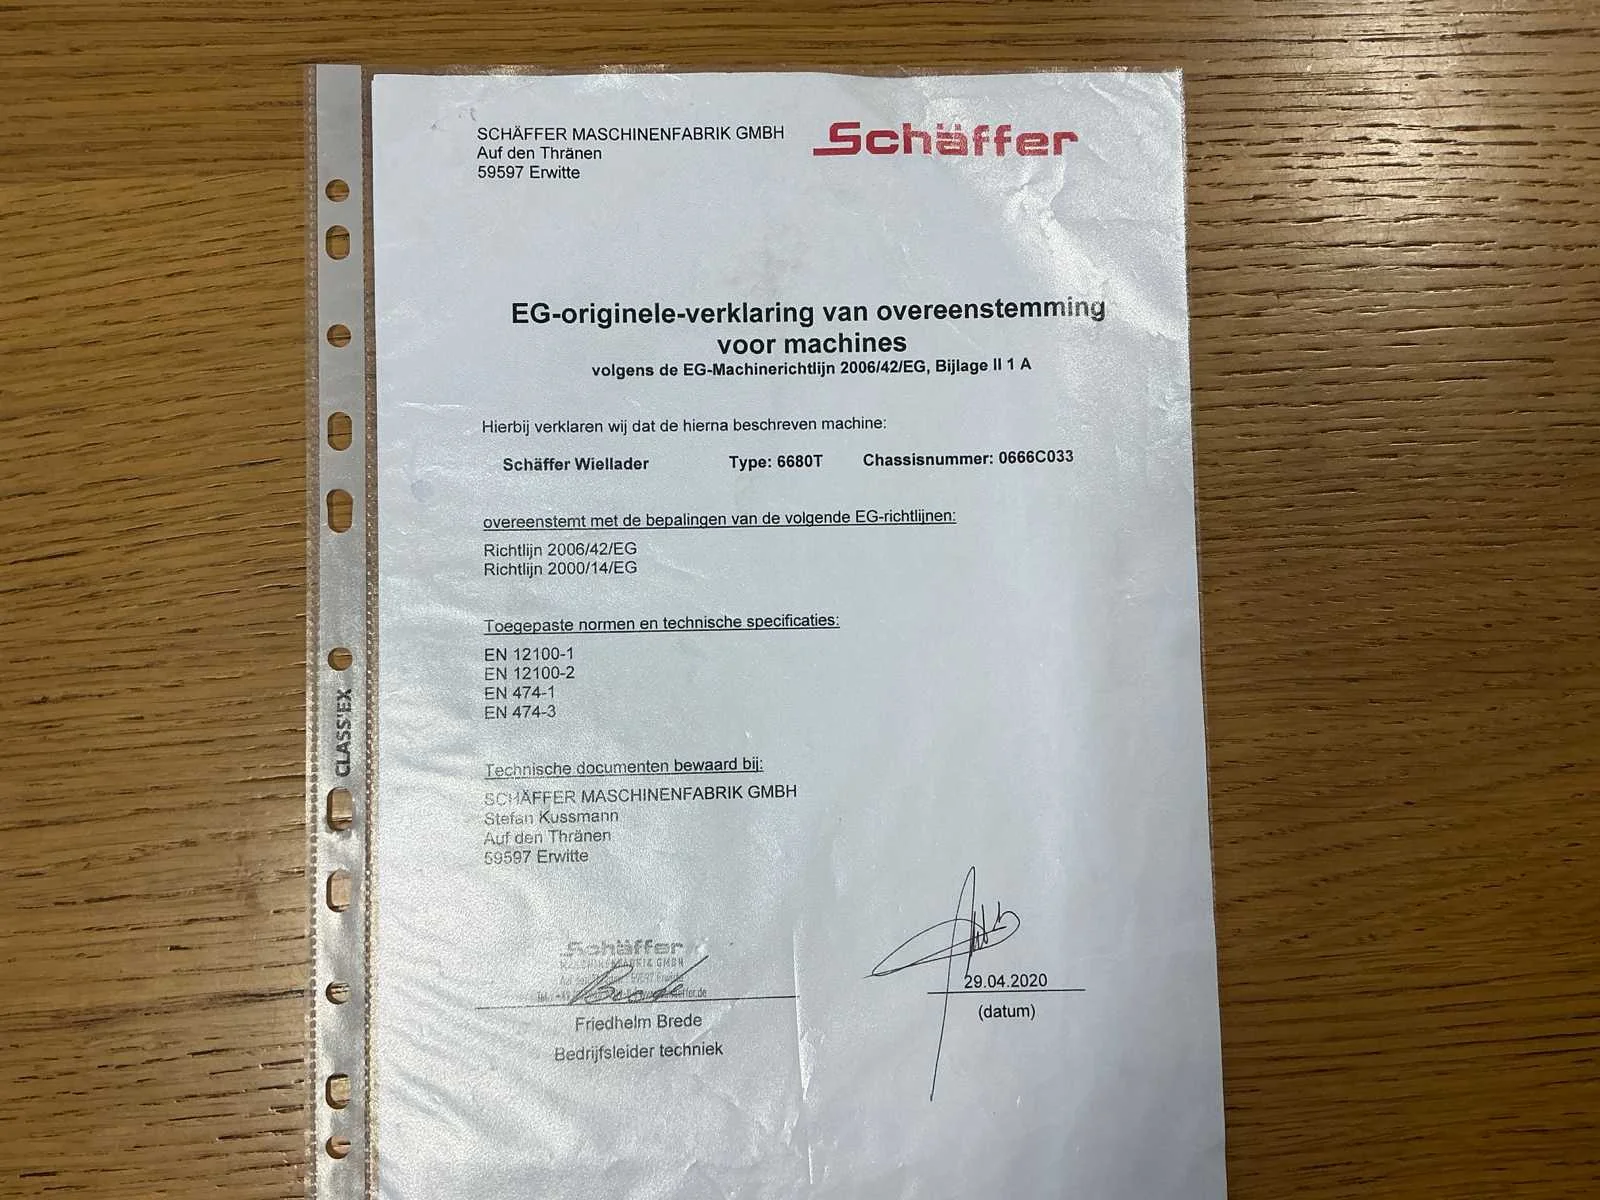 SCHÄFFER MASCHINENFABRIK GMBH
Auf den Thränen
59597 Erwitte
Schäffer
EG-originele-verklaring van overeenstemming
voor machines
volgens de EG-Machinerichtlijn 2006/42/EG, Bijlage II 1 A
Hierbij verklaren wij dat de hierna beschreven machine:
Schäffer Wiellader Type: 6680T Chassisnummer: 0666C033
overeenstemt met de bepalingen van de volgende EG-richtlijnen:
Richtlijn 2006/42/EG
Richtlijn 2000/14/EG
Toegepaste normen en technische specificaties:
EN 12100-1
EN 12100-2
EN 474-1
EN 474-3
CLASS'EX
Technische documenten bewaard bij:
SCHÄFFER MASCHINENFABRIK GMBH
Stefan Kussmann
Auf den Thränen
59597 Erwitte
Schäffer
MASCHINENFABRIK GMBH
59597 Erwitte
Brede
29.04.2020
(datum)
Friedhelm Brede
Bedrijfsleider techniek